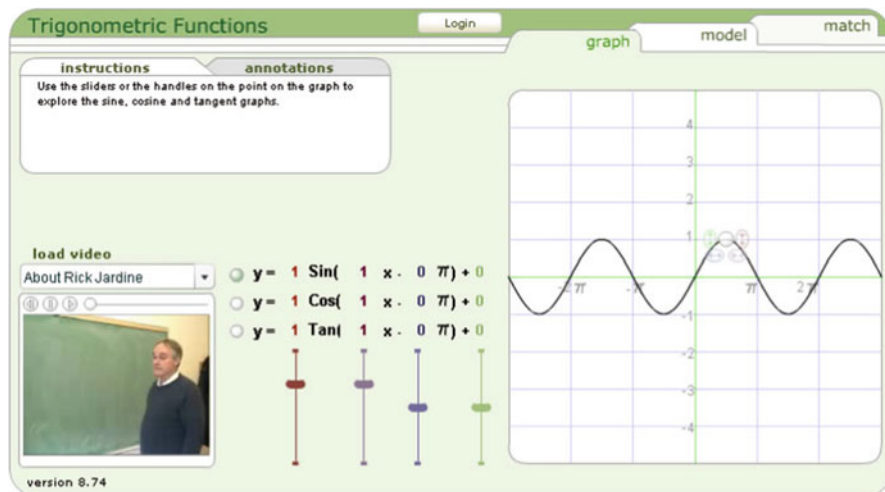 Trigonometric Functions
Login
graph
model
match
instructions
annotations
Use the sliders or the handles on the point on the graph to
explore the sine, cosine and tangent graphs.
load video
About Rick Jardine
y = 1 Sin( 1 x - 0 π) + 0
y = 1 Cos( 1 x - 0 π) + 0
y = 1 Tan( 1 x - 0 π) + 0
version 8.74
4
3
2
1
-2π -π 2π
-1
-2
-3
-4